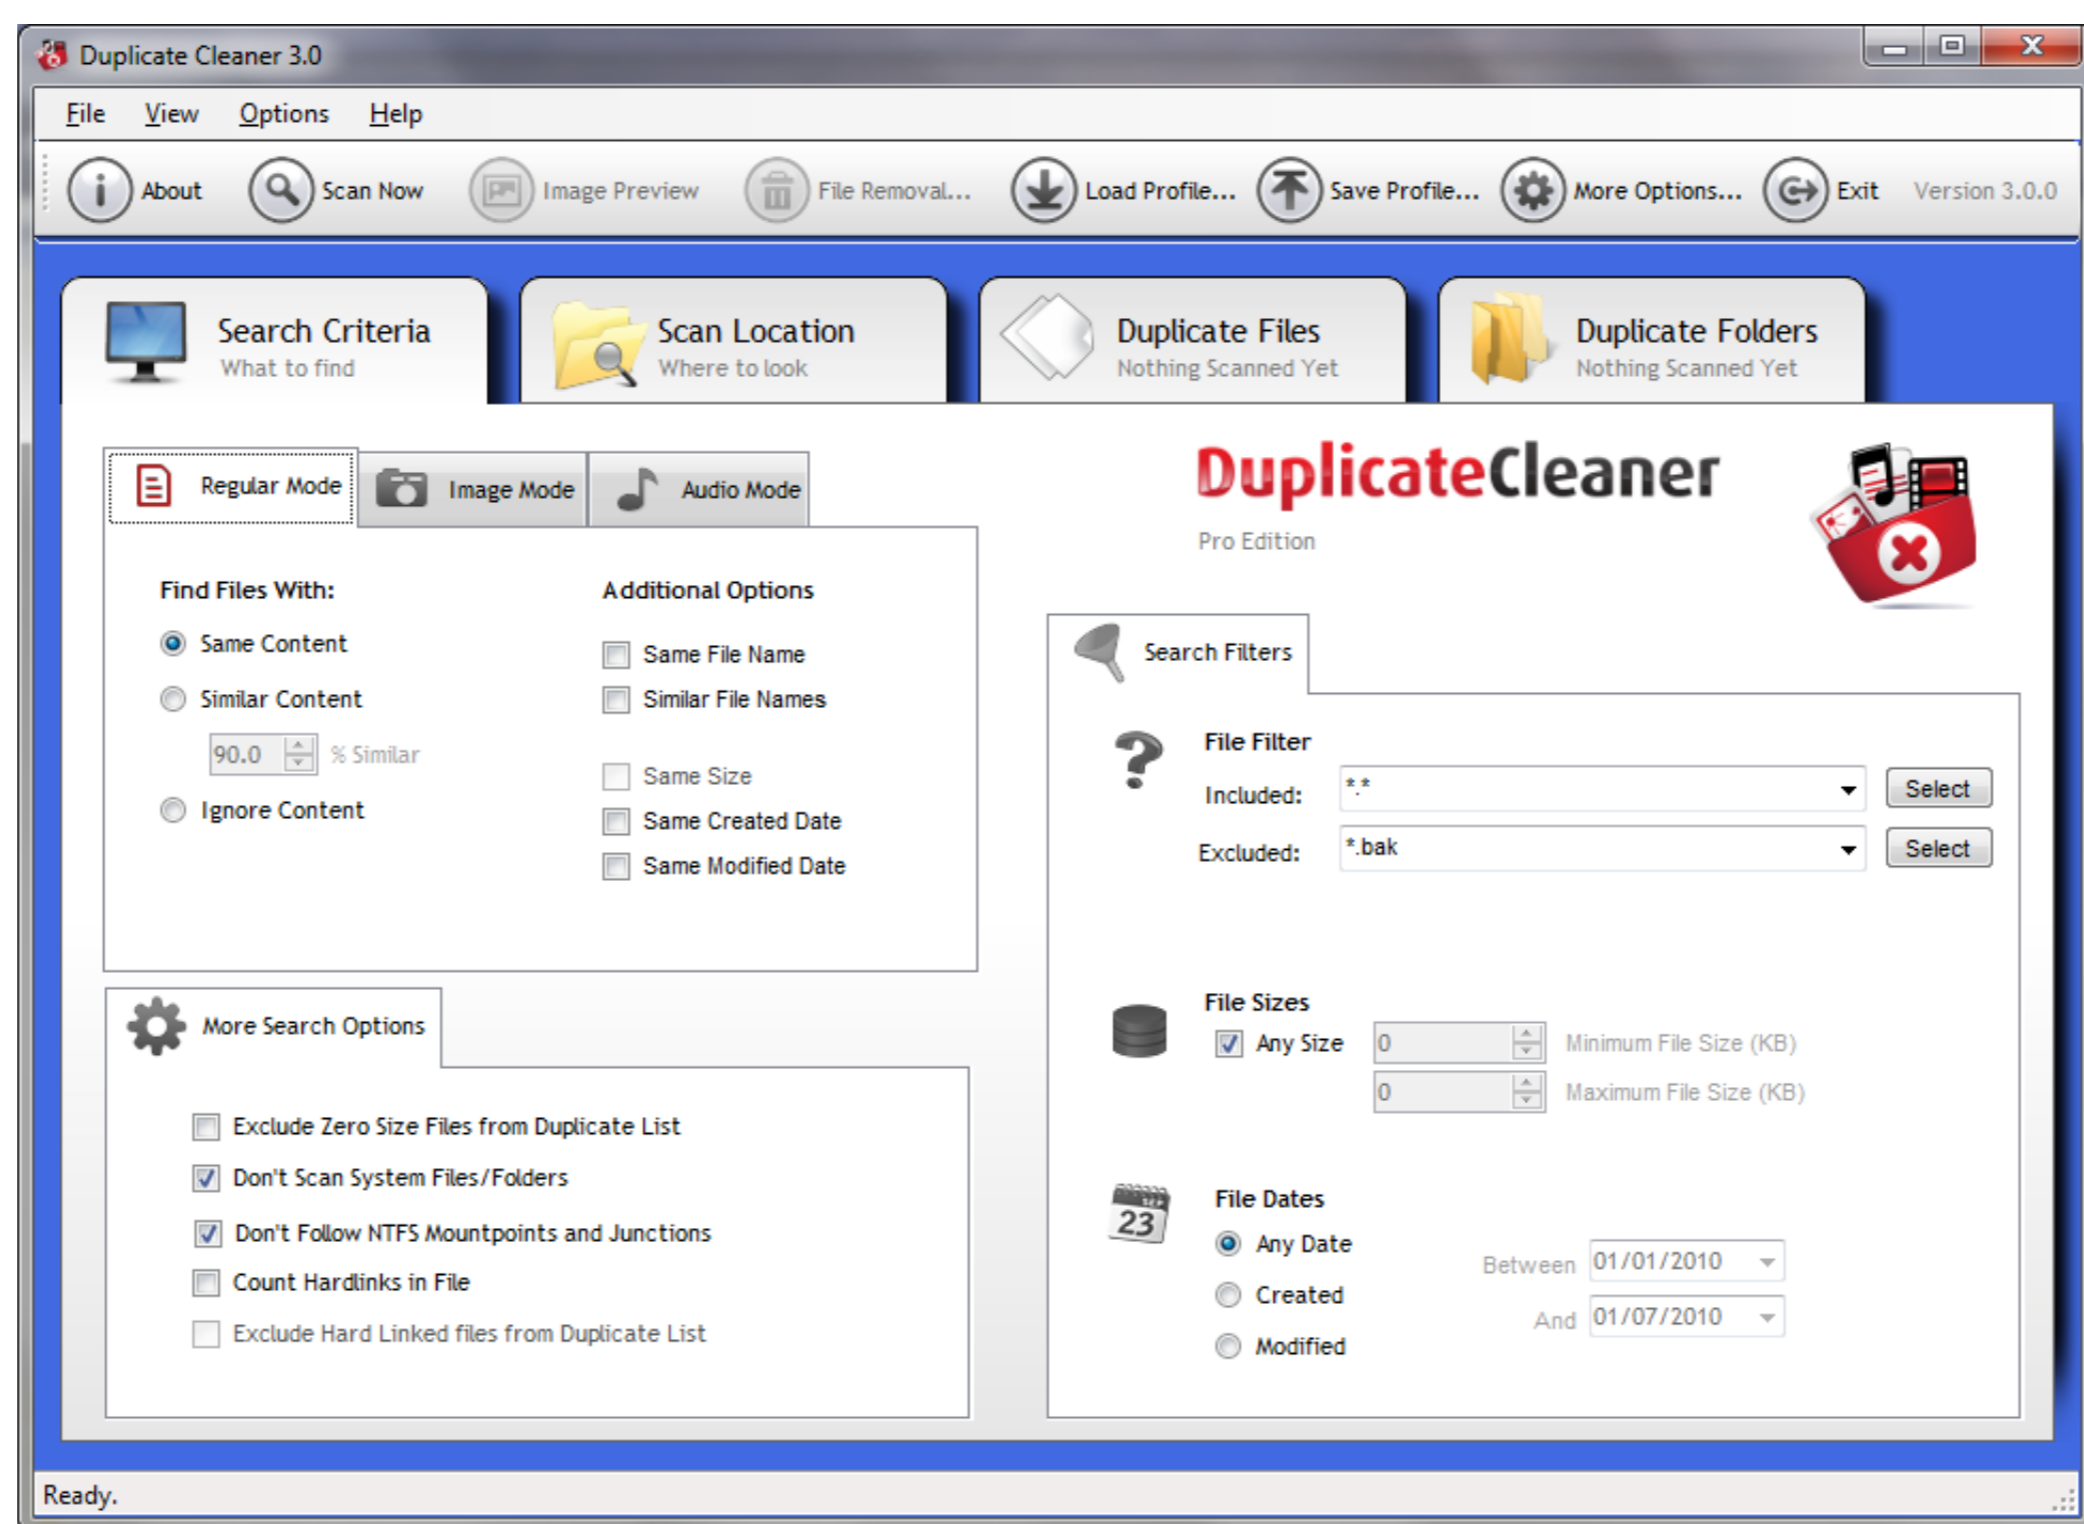 Duplicate Cleaner 3.0
File View Options Help
About Scan Now Image Preview File Removal... Load Profile... Save Profile... More Options... Exit Version 3.0.0
Search Criteria
What to find
Scan Location
Where to look
Duplicate Files
Nothing Scanned Yet
Duplicate Folders
Nothing Scanned Yet
Regular Mode Image Mode Audio Mode
Find Files With:
Same Content
Similar Content
90.0 % Similar
Ignore Content
Additional Options
Same File Name
Similar File Names
Same Size
Same Created Date
Same Modified Date
More Search Options
Exclude Zero Size Files from Duplicate List
Don't Scan System Files/Folders
Don't Follow NTFS Mountpoints and Junctions
Count Hardlinks in File
Exclude Hard Linked files from Duplicate List
DuplicateCleaner
Pro Edition
Search Filters
File Filter
Included: *.* Select
Excluded: *.bak Select
File Sizes
Any Size 0 Minimum File Size (KB)
0 Maximum File Size (KB)
23
File Dates
Any Date
Created
Modified
Between 01/01/2010
And 01/07/2010
Ready.